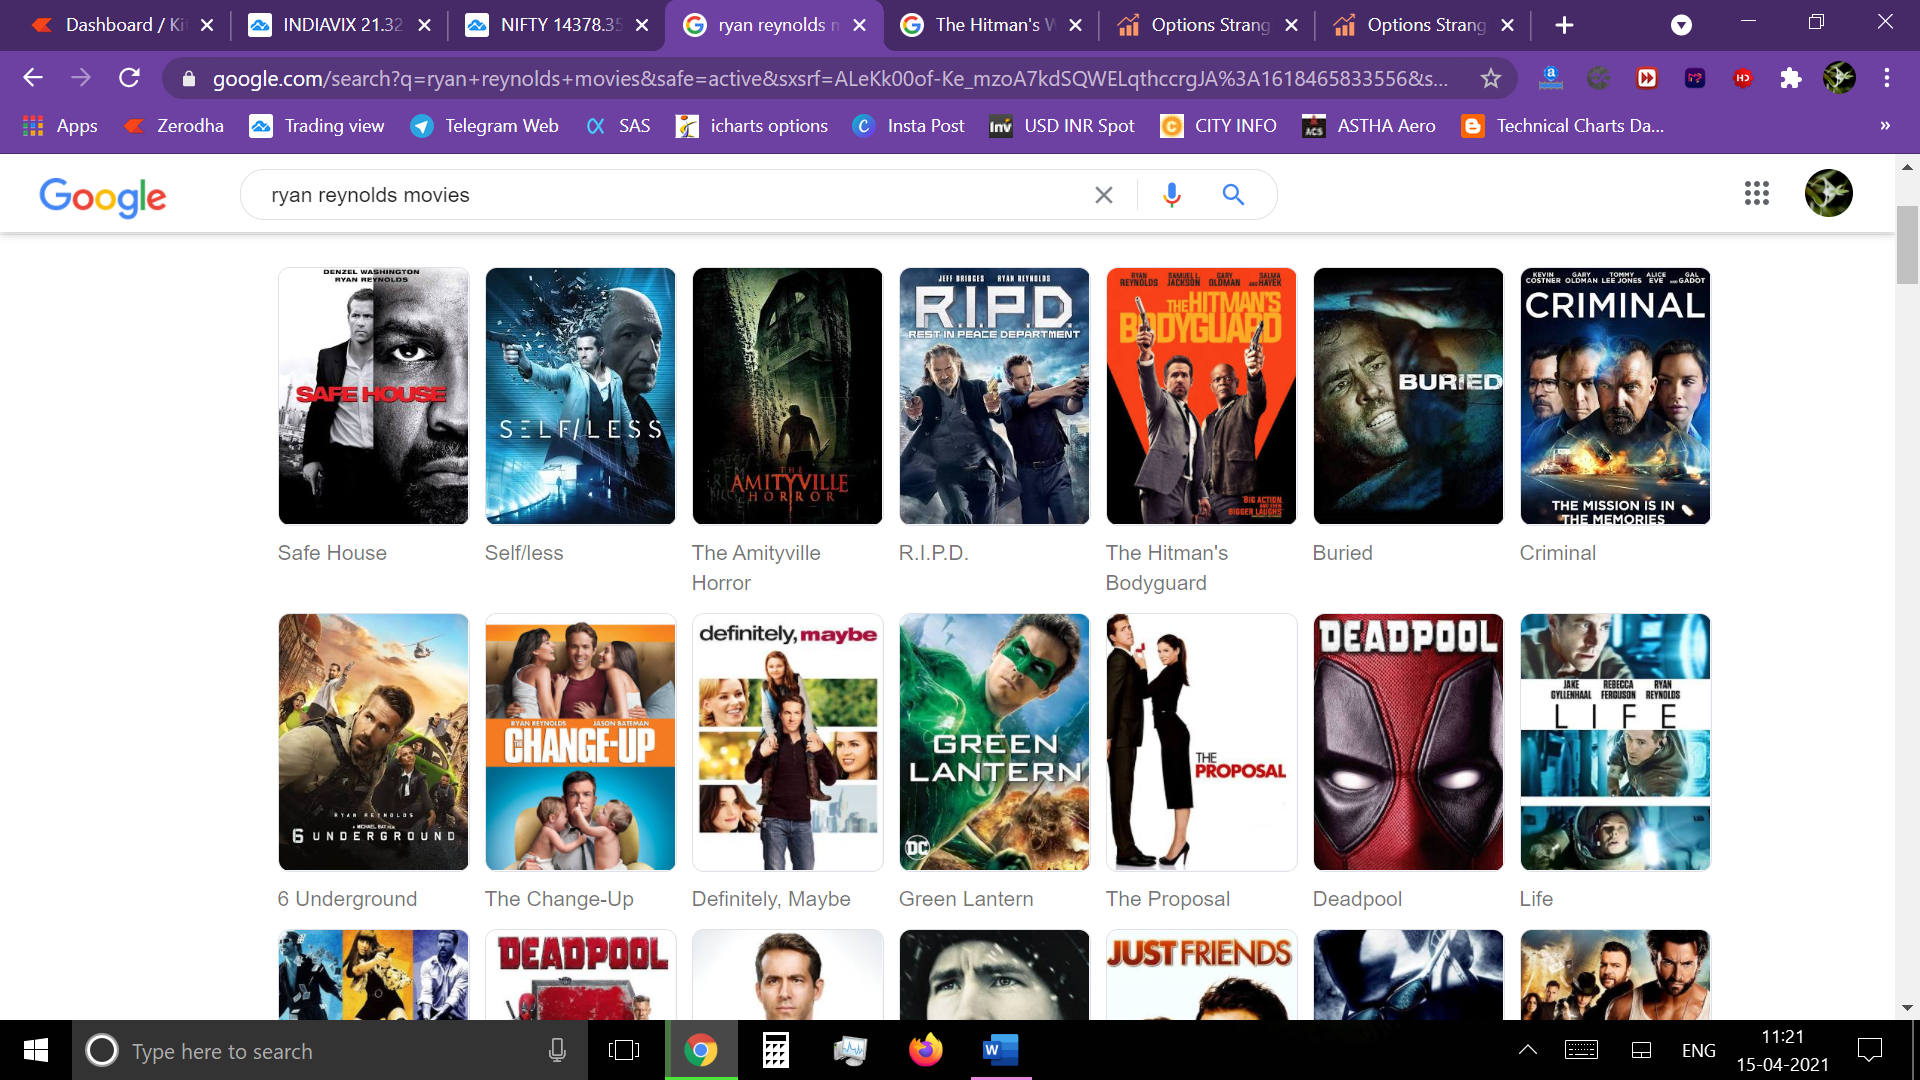 Dashboard / Ki
INDIAVIX 21.32
NIFTY 14378.35
ryan reynolds m
The Hitman's W
Options Strang
Options Strang
google.com/search?q=ryan+reynolds+movies&safe=active&sxsrf=ALeKk00of-Ke_mzoA7kdSQWELqthccrgJA%3A1618465833556&s...
Apps
Zerodha
Trading view
Telegram Web
SAS
icharts options
Insta Post
USD INR Spot
CITY INFO
ASTHA Aero
Technical Charts Da...
Google
ryan reynolds movies
DENZEL WASHINGTON
RYAN REYNOLDS
SAFE HOUSE
SELF/LESS
THE
AMITYVILLE
HORROR
JEFF BRIDGES RYAN REYNOLDS
R.I.P.D.
REST IN PEACE DEPARTMENT
RYAN REYNOLDS SAMUEL L. JACKSON GARY OLDMAN AND SALMA HAYEK
THE HITMAN'S
BODYGUARD
BIG ACTION.
BIGGER LAUGHS
BURIED
KEVIN COSTNER GARY OLDMAN TOMMY LEE JONES ALICE EVE AND GAL GADOT
CRIMINAL
THE MISSION IS IN
THE MEMORIES
Safe House
Self/less
The Amityville
Horror
R.I.P.D.
The Hitman's
Bodyguard
Buried
Criminal
RYAN REYNOLDS
A MICHAEL BAY FILM
6 UNDERGROUND
RYAN REYNOLDS JASON BATEMAN
THE CHANGE-UP
definitely, maybe
GREEN
LANTERN
DC
THE
PROPOSAL
DEADPOOL
JAKE GYLLENHAAL REBECCA FERGUSON RYAN REYNOLDS
LIFE
6 Underground
The Change-Up
Definitely, Maybe
Green Lantern
The Proposal
Deadpool
Life
DEADPOOL
JUST FRIENDS
Type here to search
ENG
11:21
15-04-2021